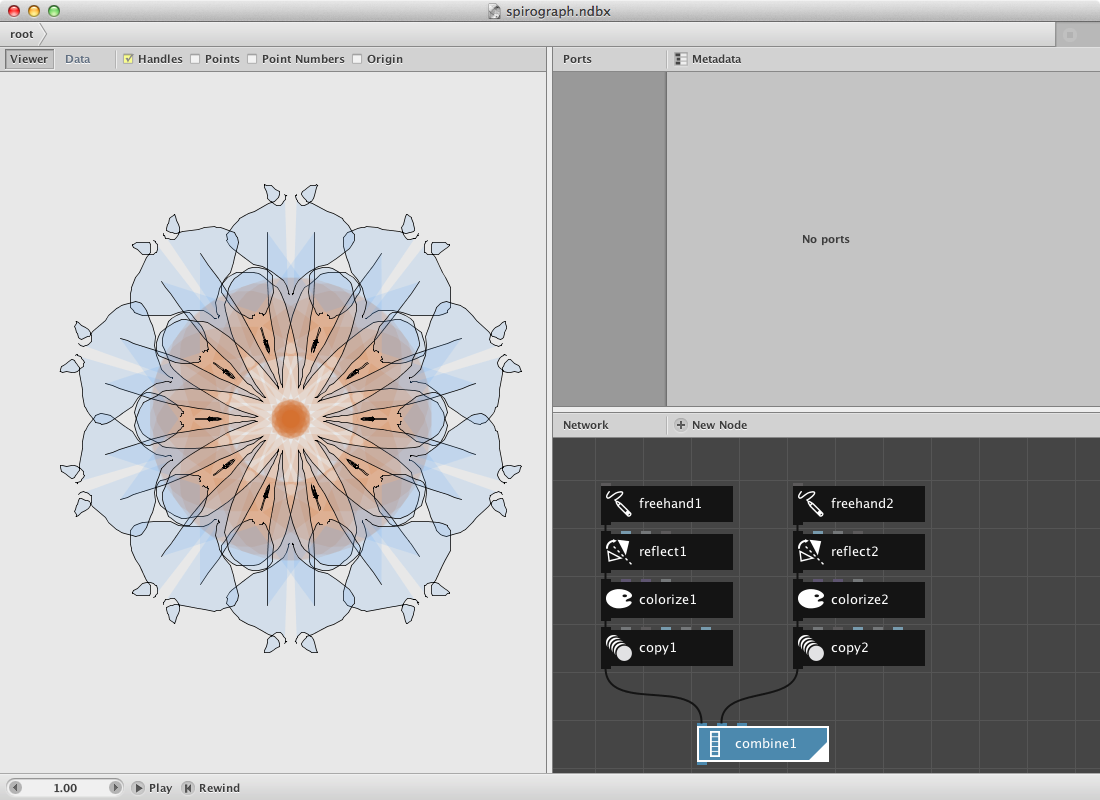 spirograph.ndbx
root
Viewer Data Handles Points Point Numbers Origin
Ports Metadata
No ports
Network New Node
freehand1 freehand2
reflect1 reflect2
colorize1 colorize2
copy1 copy2
combine1
1.00 Play Rewind